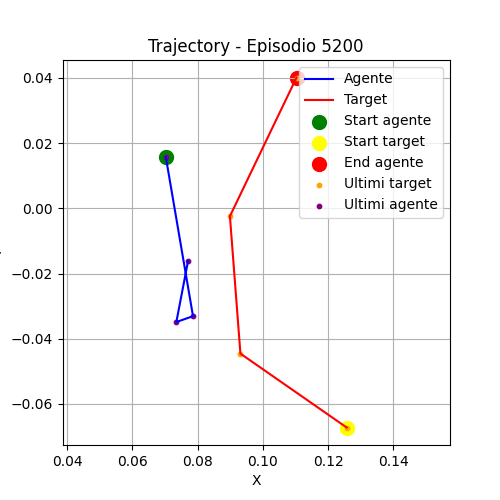 Trajectory - Episodio 5200
0.04
0.02
0.00
−0.02
−0.04
−0.06
0.04
0.06
0.08
0.10
0.12
0.14
X
Agente
Target
Start agente
Start target
End agente
Ultimi target
Ultimi agente